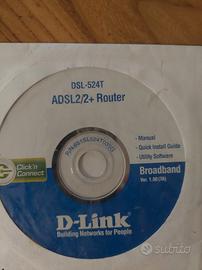 DSL-524T
ADSL2/2+ Router
- Manual
- Quick Install Guide
- Utility Software
Click'n
Connect
Broadband
D-Link
Building Networks for People
subito